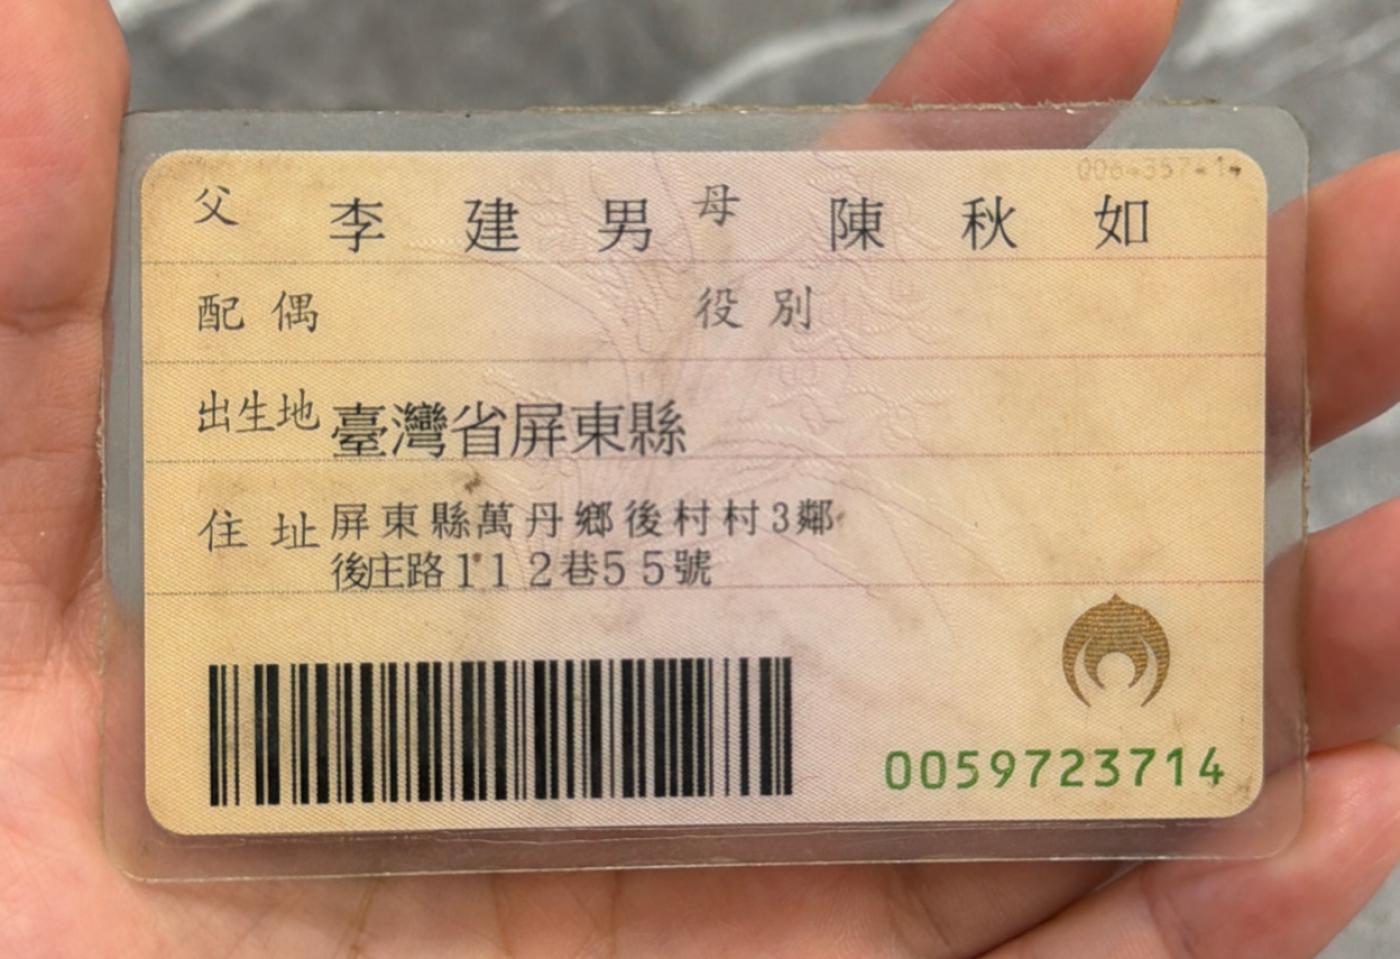 父 李建男 母 陳秋如
配偶 役別
出生地 臺灣省屏東縣
住址 屏東縣萬丹鄉後村村3鄰
後庄路112巷55號
0059723714